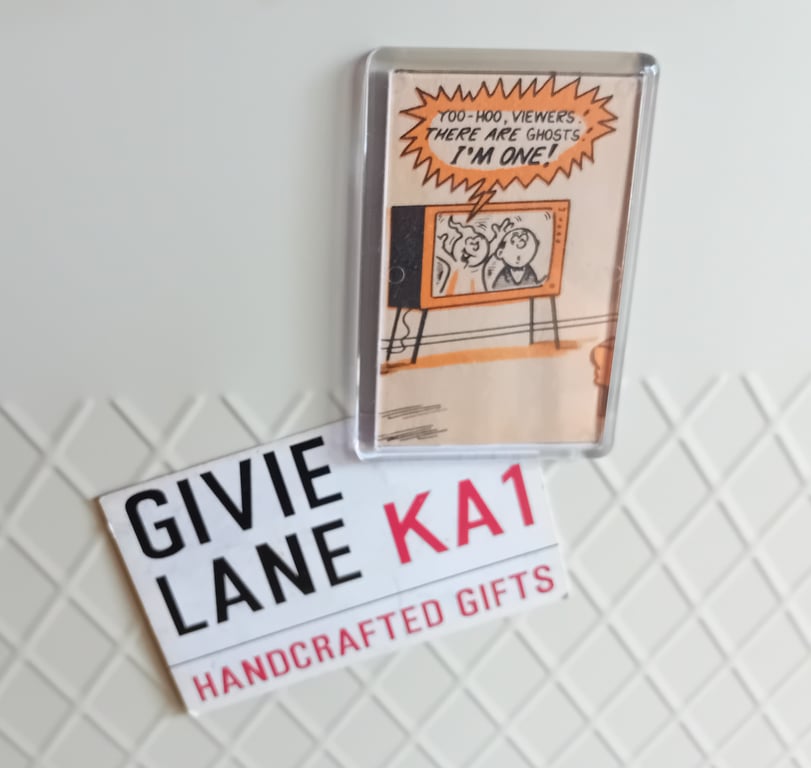 YOO-HOO, VIEWERS.
THERE ARE GHOSTS!
I'M ONE!
GIVIE
LANE KA1
HANDCRAFTED GIFTS